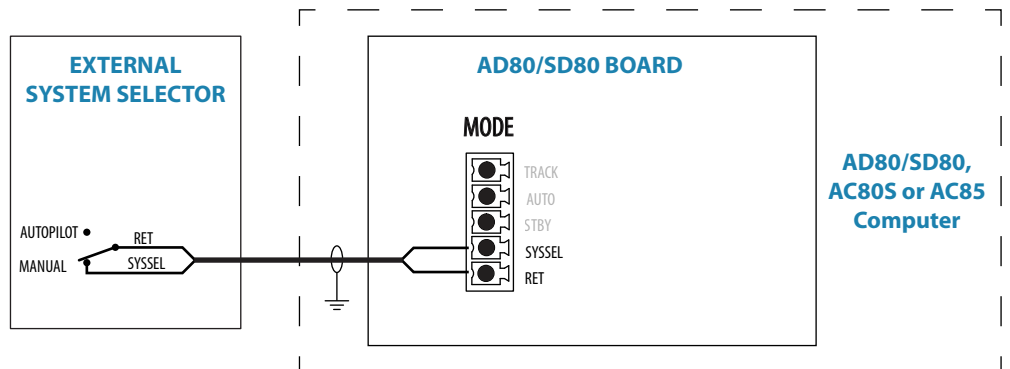 EXTERNAL
SYSTEM SELECTOR
AUTOPILOT
RET
MANUAL
SYSSEL
AD80/SD80 BOARD
MODE
TRACK
AUTO
STBY
SYSSEL
RET
AD80/SD80,
AC80S or AC85
Computer